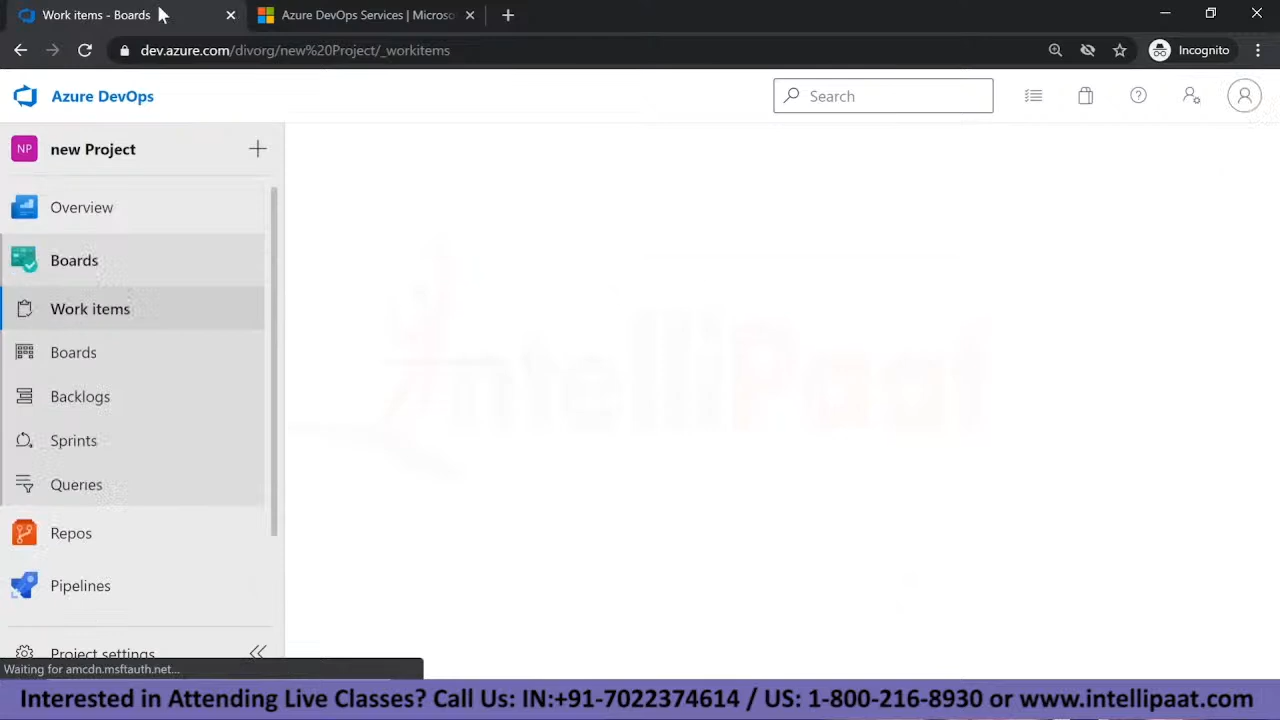 Work items - Boards
Azure DevOps Services | Microso
dev.azure.com/divorg/new%20Project/_workitems
Incognito
Azure DevOps
Search
NP new Project
Overview
Boards
Work items
Boards
Backlogs
Sprints
Queries
Repos
Pipelines
Project settings
Waiting for amcdn.msftauth.net...
IntelliPaat
Interested in Attending Live Classes? Call Us: IN:+91-7022374614 / US: 1-800-216-8930 or www.intellipaat.com